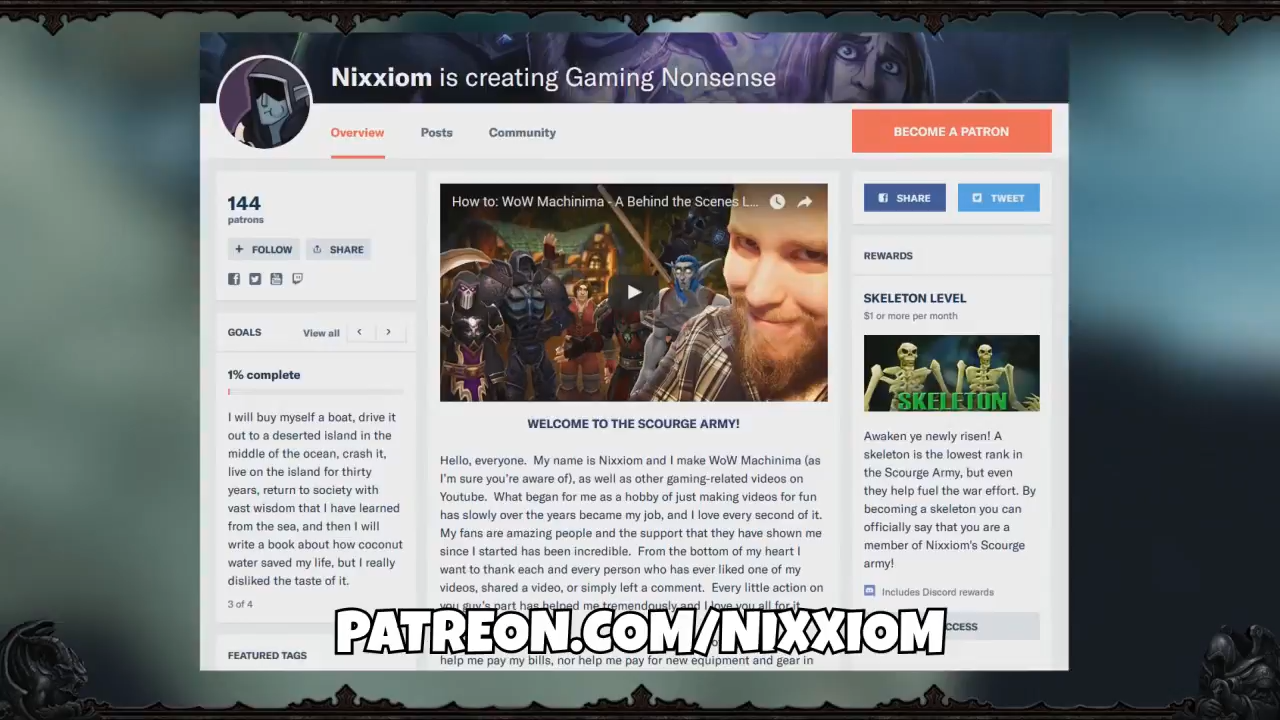 Nixxiom is creating Gaming Nonsense
Overview
Posts
Community
BECOME A PATRON
144
patrons
+ FOLLOW
SHARE
GOALS
View all
1% complete
I will buy myself a boat, drive it
out to a deserted island in the
middle of the ocean, crash it,
live on the island for thirty
years, return to society with
vast wisdom that I have learned
from the sea, and then I will
write a book about how coconut
water saved my life, but I really
disliked the taste of it.
3 of 4
FEATURED TAGS
How to: WoW Machinima - A Behind the Scenes L...
WELCOME TO THE SCOURGE ARMY!
Hello, everyone. My name is Nixxiom and I make WoW Machinima (as
I'm sure you're aware of), as well as other gaming-related videos on
Youtube. What began for me as a hobby of just making videos for fun
has slowly over the years became my job, and I love every second of it.
My fans are amazing people and the support that they have shown me
since I started has been incredible. From the bottom of my heart I
want to thank each and every person who has ever liked one of my
videos, shared a video, or simply left a comment. Every little action on
you guy's part has helped me tremendously and I love you all for it.
help me pay my bills, nor help me pay for new equipment and gear in
SHARE
TWEET
REWARDS
SKELETON LEVEL
$1 or more per month
SKELETON
Awaken ye newly risen! A
skeleton is the lowest rank in
the Scourge Army, but even
they help fuel the war effort. By
becoming a skeleton you can
officially say that you are a
member of Nixxiom's Scourge
army!
Includes Discord rewards
PATREON.COM/NIXXIOM